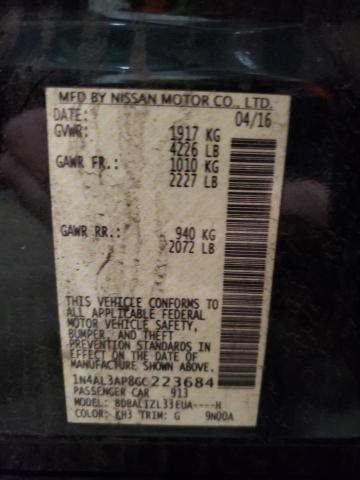 MFD BY NISSAN MOTOR CO., LTD.
DATE: 04/16
GVWR: 1917 KG
4226 LB
GAWR FR.: 1010 KG
2227 LB
GAWR RR.: 940 KG
2072 LB
THIS VEHICLE CONFORMS TO
ALL APPLICABLE FEDERAL
MOTOR VEHICLE SAFETY,
BUMPER, AND THEFT
PREVENTION STANDARDS IN
EFFECT ON THE DATE OF
MANUFACTURE SHOWN ABOVE.
1N4AL3AP8GC223684
PASSENGER CAR 913
MODEL: BDBALTZL33EUA----H
COLOR: KH3 TRIM: G 9N00A